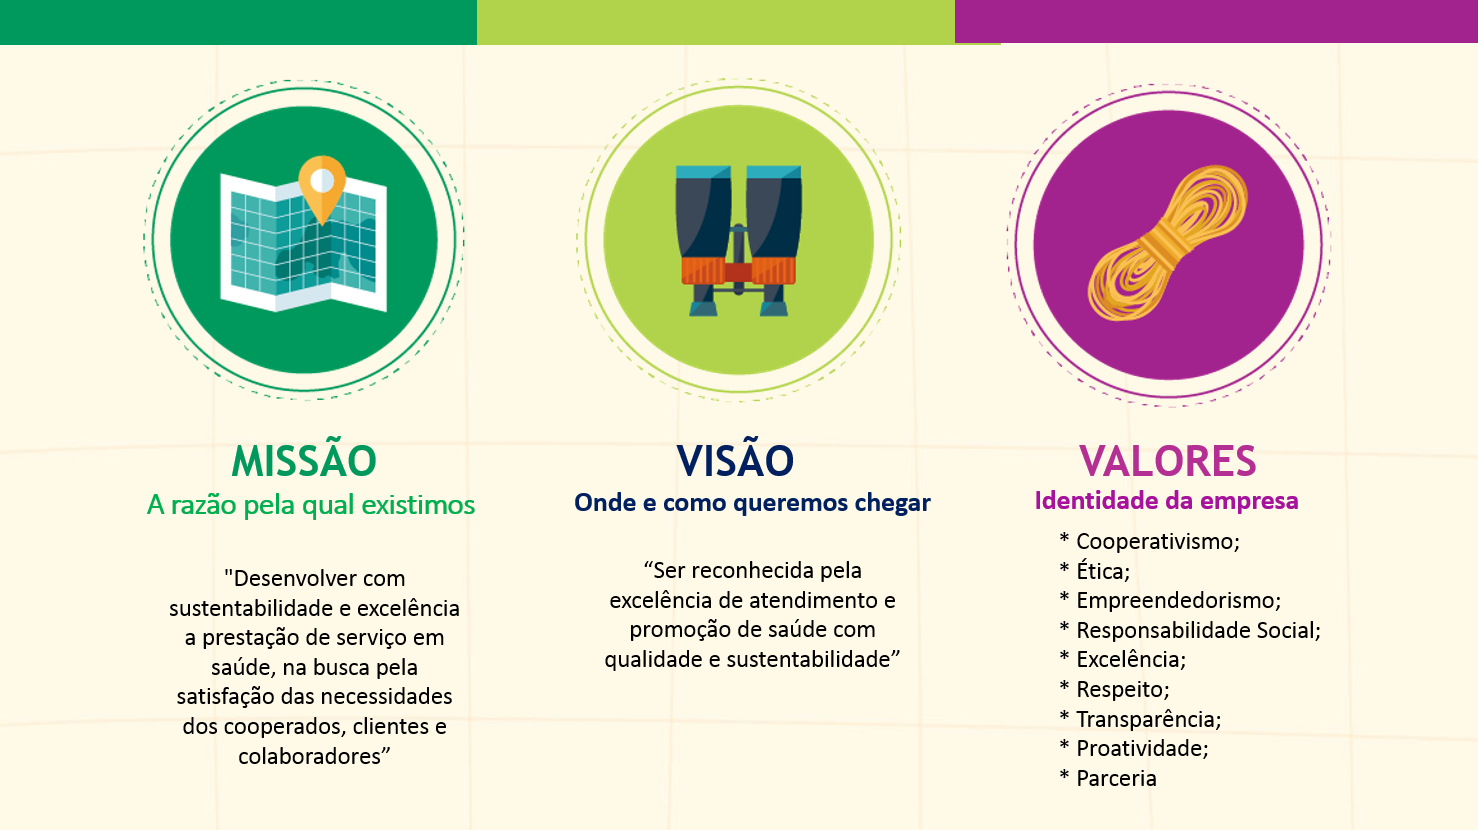 MISSÃO
A razão pela qual existimos
"Desenvolver com
sustentabilidade e excelência
a prestação de serviço em
saúde, na busca pela
satisfação das necessidades
dos cooperados, clientes e
colaboradores”
VISÃO
Onde e como queremos chegar
“Ser reconhecida pela
excelência de atendimento e
promoção de saúde com
qualidade e sustentabilidade”
VALORES
Identidade da empresa
* Cooperativismo;
* Ética;
* Empreendedorismo;
* Responsabilidade Social;
* Excelência;
* Respeito;
* Transparência;
* Proatividade;
* Parceria